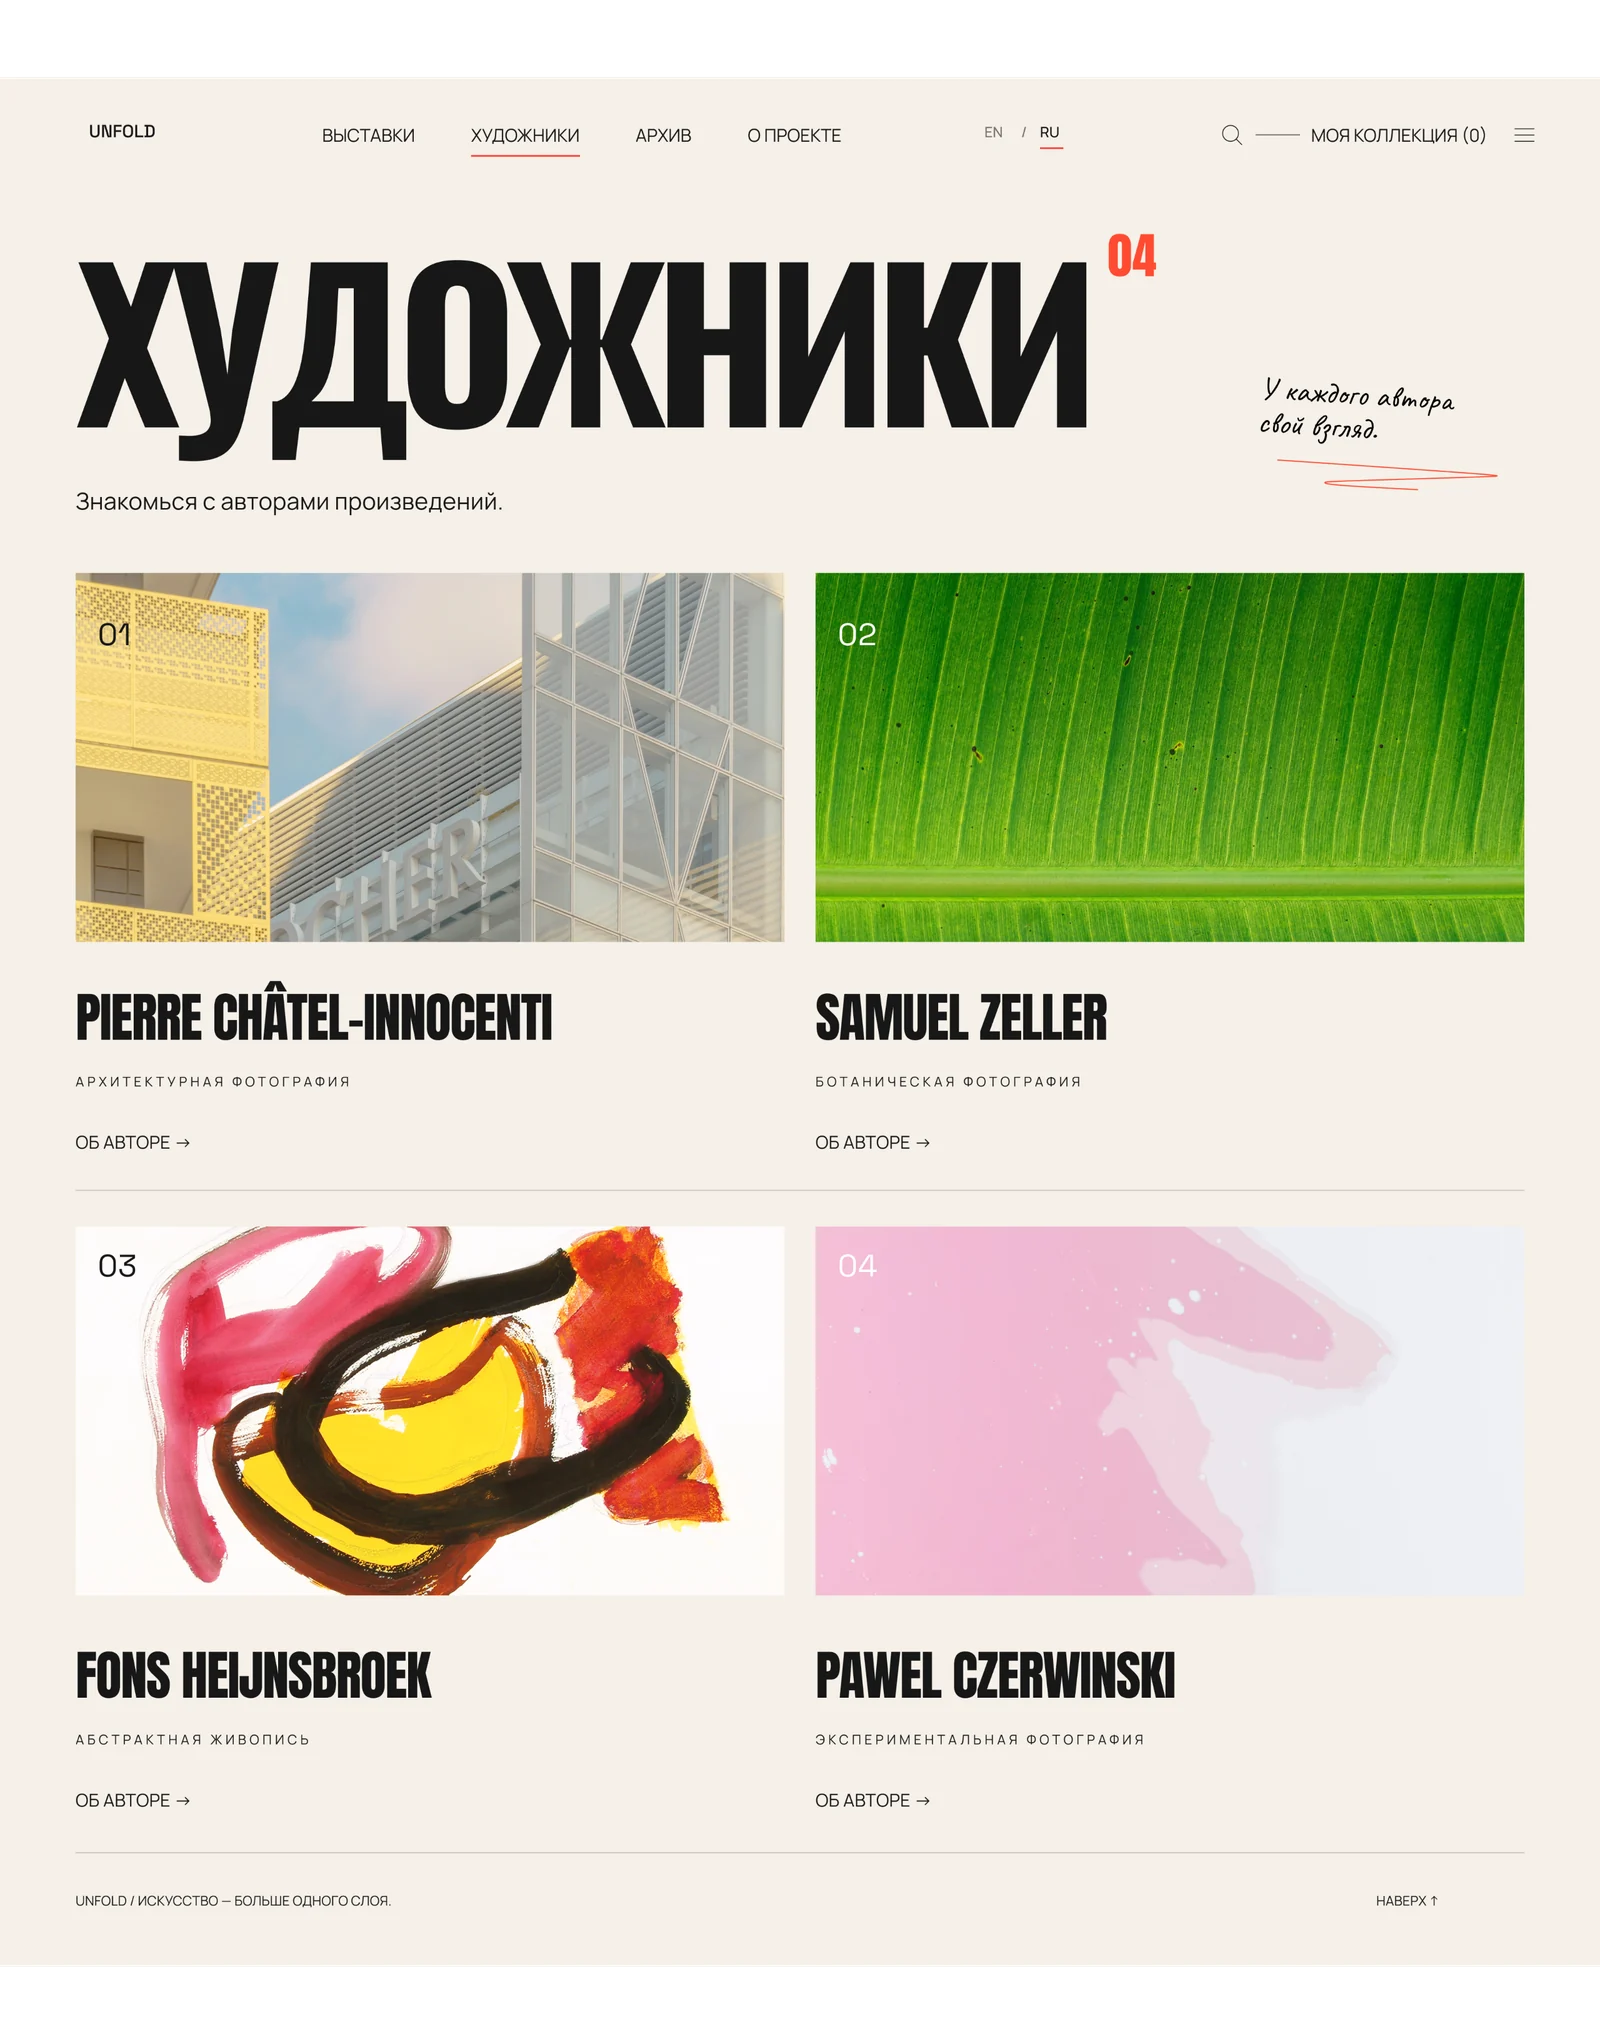 UNFOLD
ВЫСТАВКИ
ХУДОЖНИКИ
АРХИВ
О ПРОЕКТЕ
EN / RU
МОЯ КОЛЛЕКЦИЯ (0)
ХУДОЖНИКИ
04
У каждого автора
свой взгляд.
Знакомься с авторами произведений.
01
CHER
02
PIERRE CHÂTEL-INNOCENTI
АРХИТЕКТУРНАЯ ФОТОГРАФИЯ
ОБ АВТОРЕ →
SAMUEL ZELLER
БОТАНИЧЕСКАЯ ФОТОГРАФИЯ
ОБ АВТОРЕ →
03
04
FONS HEIJNSBROEK
АБСТРАКТНАЯ ЖИВОПИСЬ
ОБ АВТОРЕ →
PAWEL CZERWINSKI
ЭКСПЕРИМЕНТАЛЬНАЯ ФОТОГРАФИЯ
ОБ АВТОРЕ →
UNFOLD / ИСКУССТВО — БОЛЬШЕ ОДНОГО СЛОЯ.
НАВЕРХ ↑